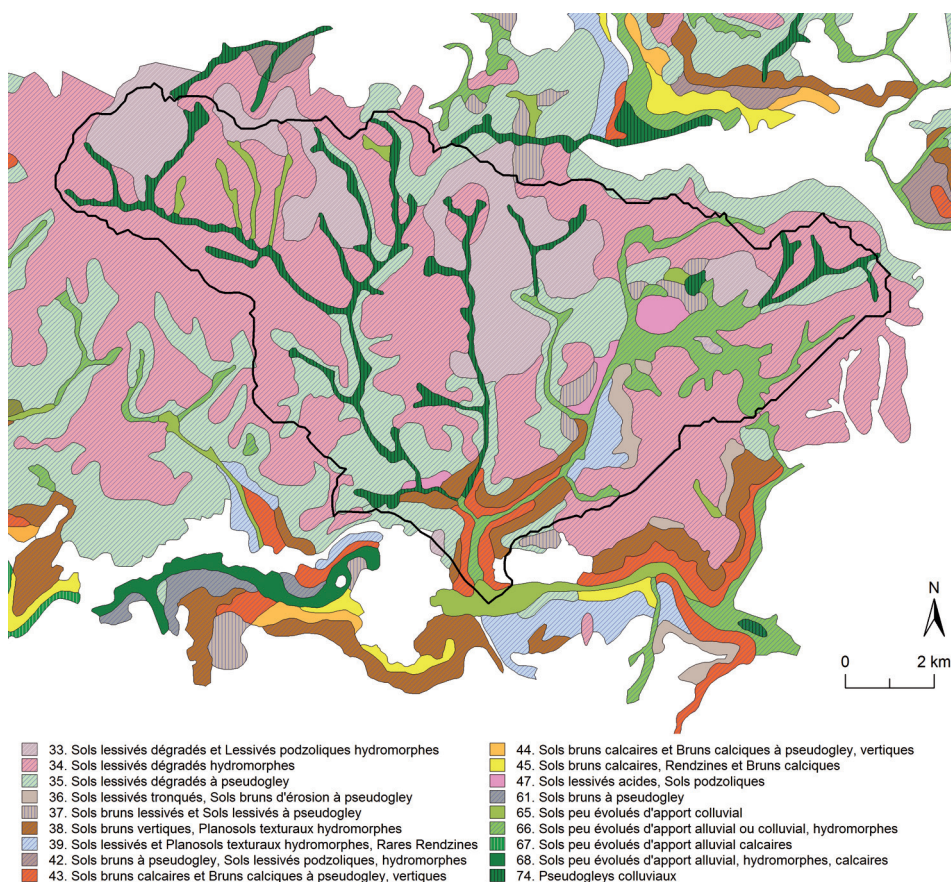 N
0 2 km
33. Sols lessivés dégradés et Lessivés podzoliques hydromorphes
34. Sols lessivés dégradés hydromorphes
35. Sols lessivés dégradés à pseudogley
36. Sols lessivés tronqués, Sols bruns d'érosion à pseudogley
37. Sols bruns lessivés et Sols lessivés à pseudogley
38. Sols bruns vertiques, Planosols texturaux hydromorphes
39. Sols lessivés et Planosols texturaux hydromorphes, Rares Rendzines
42. Sols bruns à pseudogley, Sols lessivés podzoliques, hydromorphes
43. Sols bruns calcaires et Bruns calciques à pseudogley, vertiques
44. Sols bruns calcaires et Bruns calciques à pseudogley, vertiques
45. Sols bruns calcaires, Rendzines et Bruns calciques
47. Sols lessivés acides, Sols podzoliques
61. Sols bruns à pseudogley
65. Sols peu évolués d'apport colluvial
66. Sols peu évolués d'apport alluvial ou colluvial, hydromorphes
67. Sols peu évolués d'apport alluvial calcaires
68. Sols peu évolués d'apport alluvial, hydromorphes, calcaires
74. Pseudogleys colluviaux